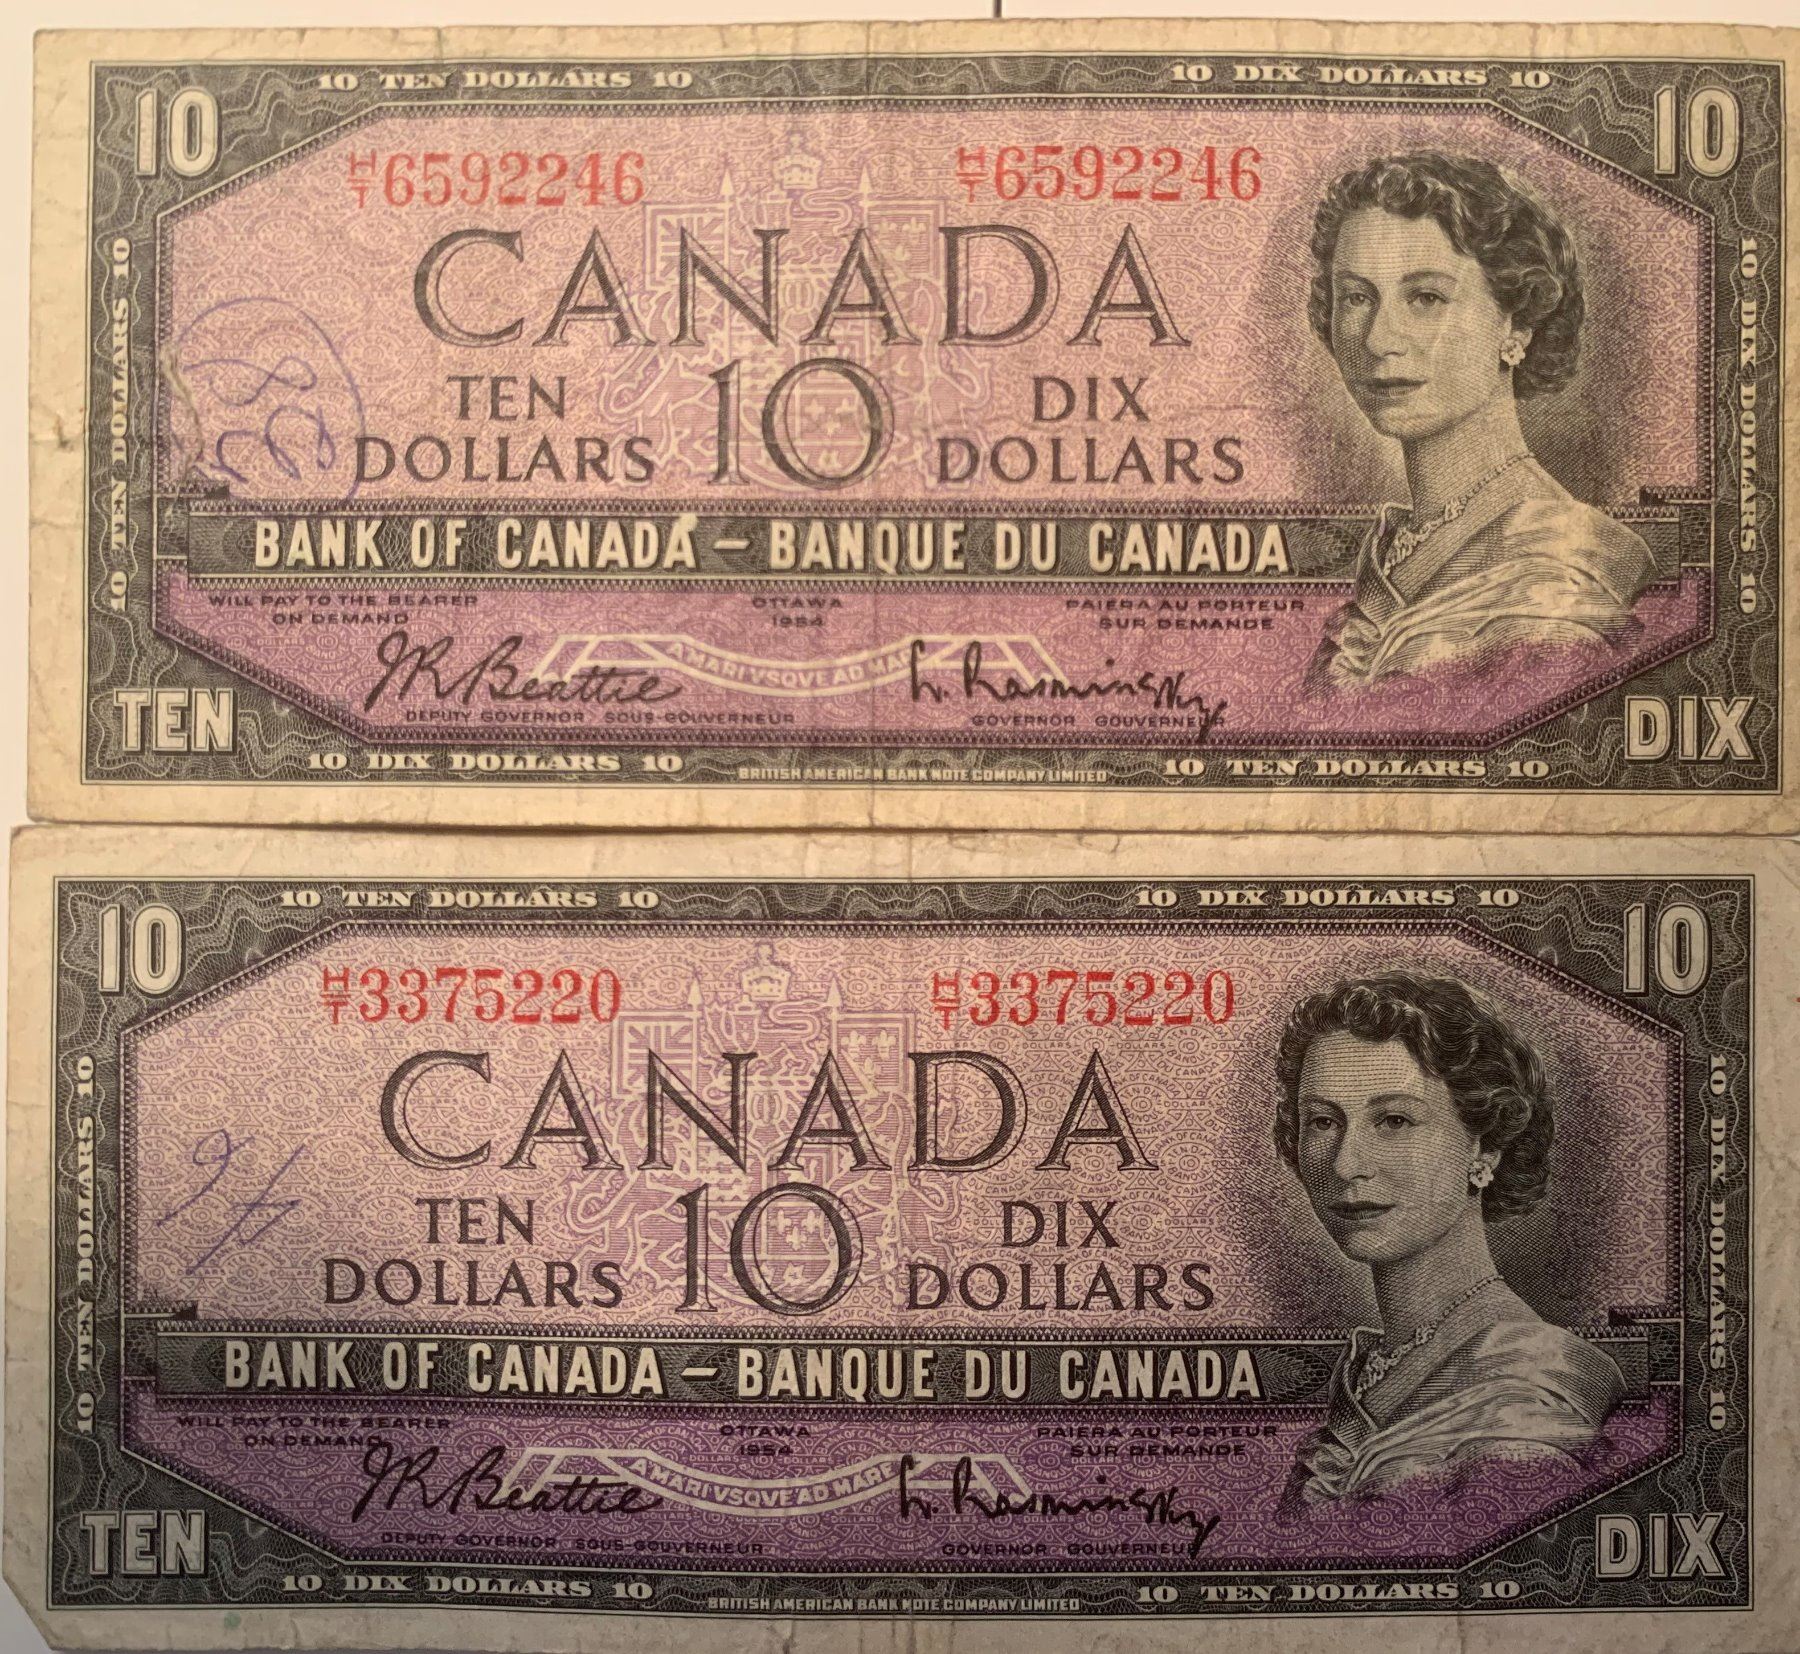 10 TEN DOLLARS 10 10 DIX DOLLARS 10
10 10
H/T 6592246 H/T 6592246
CANADA
10 TEN DOLLARS 10
10 DIX DOLLARS 10
TEN 10 DIX
DOLLARS DOLLARS
BANK OF CANADA – BANQUE DU CANADA
WILL PAY TO THE BEARER OTTAWA PAIERA AU PORTEUR
ON DEMAND 1954 SUR DEMANDE
A MARI VSQVE AD MARE
J R Beattie L. Rasminsky
DEPUTY GOVERNOR SOUS-GOUVERNEUR GOVERNOR GOUVERNEUR
TEN DIX
10 DIX DOLLARS 10 BRITISH AMERICAN BANK NOTE COMPANY LIMITED 10 TEN DOLLARS 10
10 TEN DOLLARS 10 10 DIX DOLLARS 10
10 10
H/T 3375220 H/T 3375220
CANADA
10 TEN DOLLARS 10
10 DIX DOLLARS 10
TEN 10 DIX
DOLLARS DOLLARS
BANK OF CANADA – BANQUE DU CANADA
WILL PAY TO THE BEARER OTTAWA PAIERA AU PORTEUR
ON DEMAND 1954 SUR DEMANDE
A MARI VSQVE AD MARE
J R Beattie L. Rasminsky
DEPUTY GOVERNOR SOUS-GOUVERNEUR GOVERNOR GOUVERNEUR
TEN DIX
10 DIX DOLLARS 10 BRITISH AMERICAN BANK NOTE COMPANY LIMITED 10 TEN DOLLARS 10